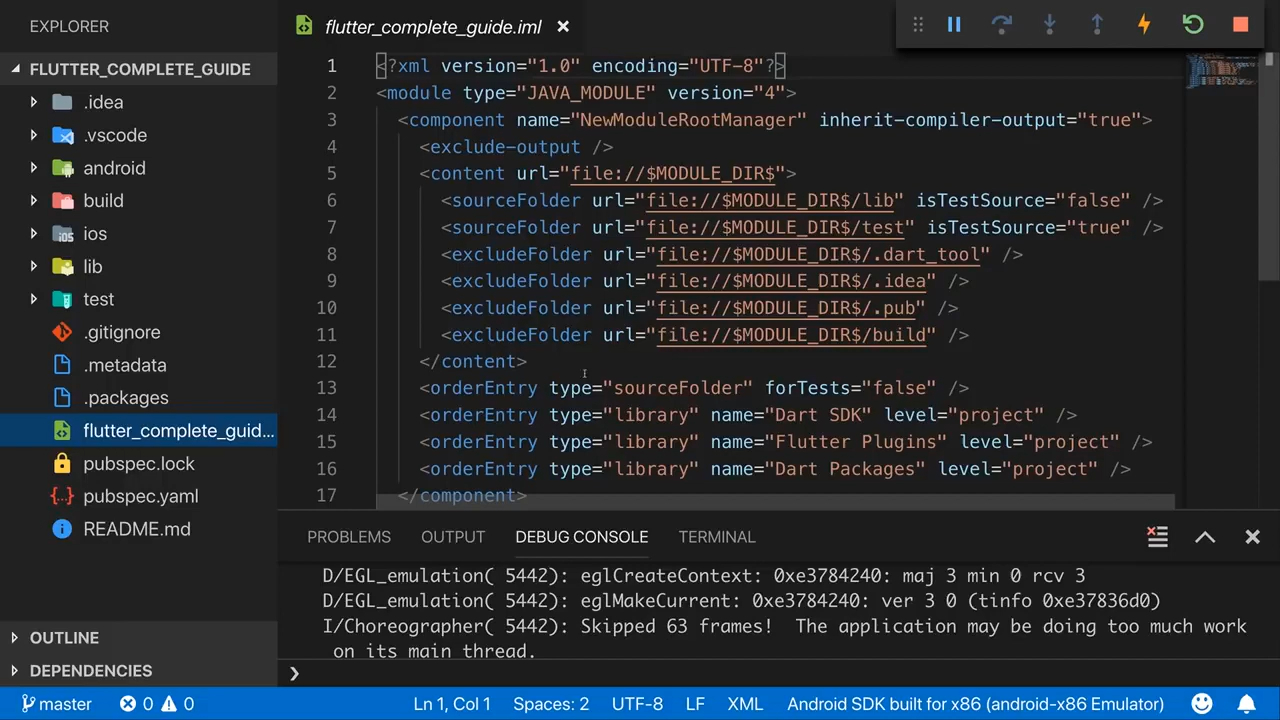 EXPLORER
FLUTTER_COMPLETE_GUIDE
.idea
.vscode
android
build
ios
lib
test
.gitignore
.metadata
.packages
flutter_complete_guid...
pubspec.lock
pubspec.yaml
README.md
OUTLINE
DEPENDENCIES
flutter_complete_guide.iml
1 <?xml version="1.0" encoding="UTF-8"?>
2 <module type="JAVA_MODULE" version="4">
3 <component name="NewModuleRootManager" inherit-compiler-output="true">
4 <exclude-output />
5 <content url="file://$MODULE_DIR$">
6 <sourceFolder url="file://$MODULE_DIR$/lib" isTestSource="false" />
7 <sourceFolder url="file://$MODULE_DIR$/test" isTestSource="true" />
8 <excludeFolder url="file://$MODULE_DIR$/.dart_tool" />
9 <excludeFolder url="file://$MODULE_DIR$/.idea" />
10 <excludeFolder url="file://$MODULE_DIR$/.pub" />
11 <excludeFolder url="file://$MODULE_DIR$/build" />
12 </content>
13 <orderEntry type="sourceFolder" forTests="false" />
14 <orderEntry type="library" name="Dart SDK" level="project" />
15 <orderEntry type="library" name="Flutter Plugins" level="project" />
16 <orderEntry type="library" name="Dart Packages" level="project" />
17 </component>
PROBLEMS OUTPUT DEBUG CONSOLE TERMINAL
D/EGL_emulation( 5442): eglCreateContext: 0xe3784240: maj 3 min 0 rcv 3
D/EGL_emulation( 5442): eglMakeCurrent: 0xe3784240: ver 3 0 (tinfo 0xe37836d0)
I/Choreographer( 5442): Skipped 63 frames!  The application may be doing too much work
on its main thread.
master 0 0 Ln 1, Col 1 Spaces: 2 UTF-8 LF XML Android SDK built for x86 (android-x86 Emulator)